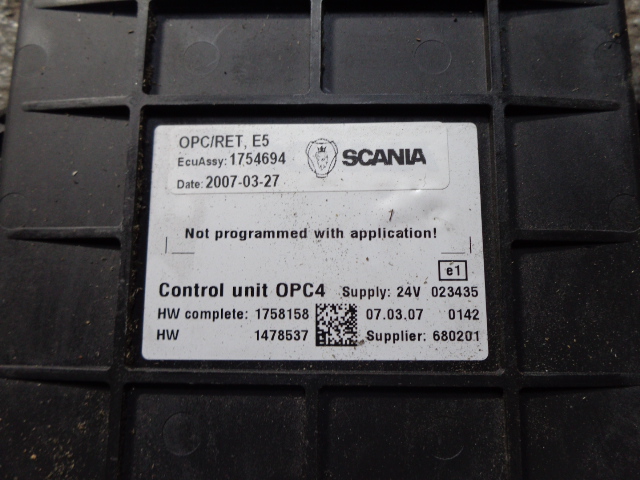 OPC/RET, E5
EcuAssy: 1754694
SCANIA
Date: 2007-03-27
Not programmed with application!
e1
Control unit OPC4 Supply: 24V 023435
HW complete: 1758158 07.03.07 0142
HW 1478537 Supplier: 680201